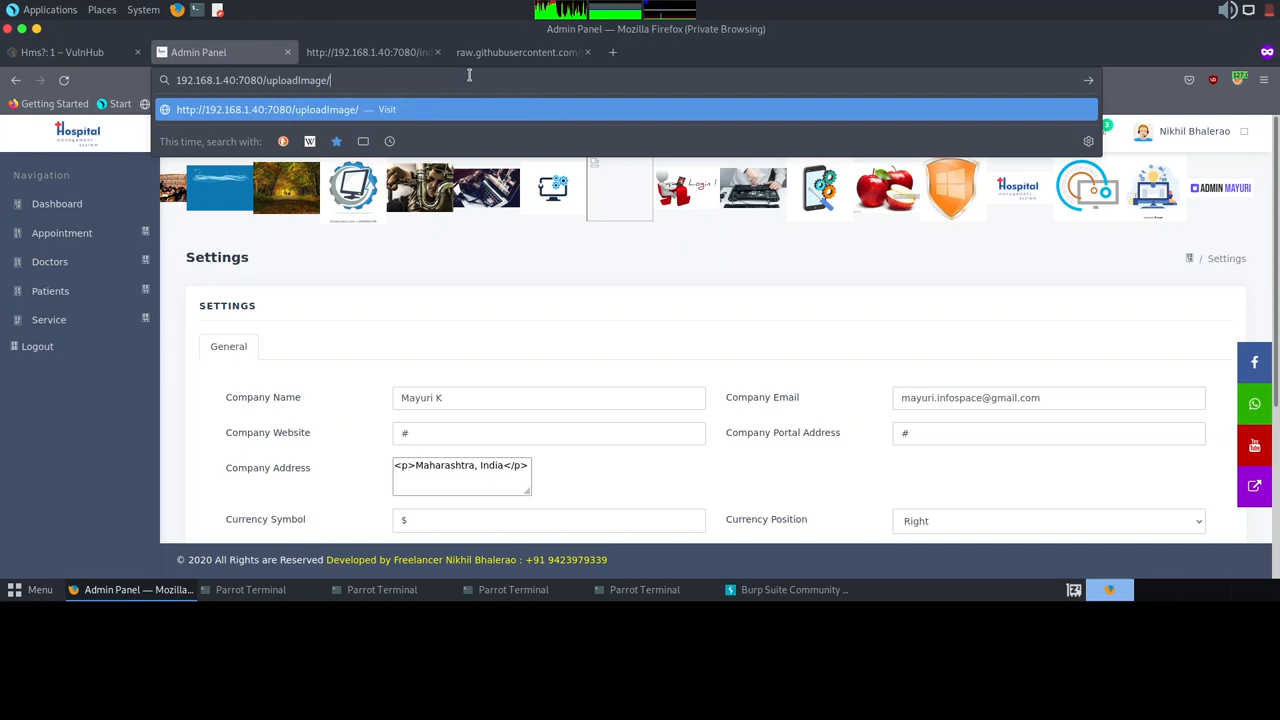 Applications Places System
Admin Panel — Mozilla Firefox (Private Browsing)
Hms?: 1 ~ VulnHub
Admin Panel
http://192.168.1.40:7080/ind
raw.githubusercontent.com/
192.168.1.40:7080/uploadImage/
Getting Started
Start
http://192.168.1.40:7080/uploadImage/ — Visit
This time, search with:
Hospital
management
system
3
Nikhil Bhalerao
Login !
Hospital
ADMIN MAYURI
Navigation
Dashboard
Appointment
Doctors
Patients
Service
Logout
Settings
/ Settings
SETTINGS
General
Company Name
Mayuri K
Company Email
mayuri.infospace@gmail.com
Company Website
#
Company Portal Address
#
Company Address
<p>Maharashtra, India</p>
Currency Symbol
$
Currency Position
Right
© 2020 All rights are Reserved Developed by Freelancer Nikhil Bhalerao : +91 9423979339
Menu
Admin Panel — Mozilla...
Parrot Terminal
Parrot Terminal
Parrot Terminal
Parrot Terminal
Burp Suite Community ...